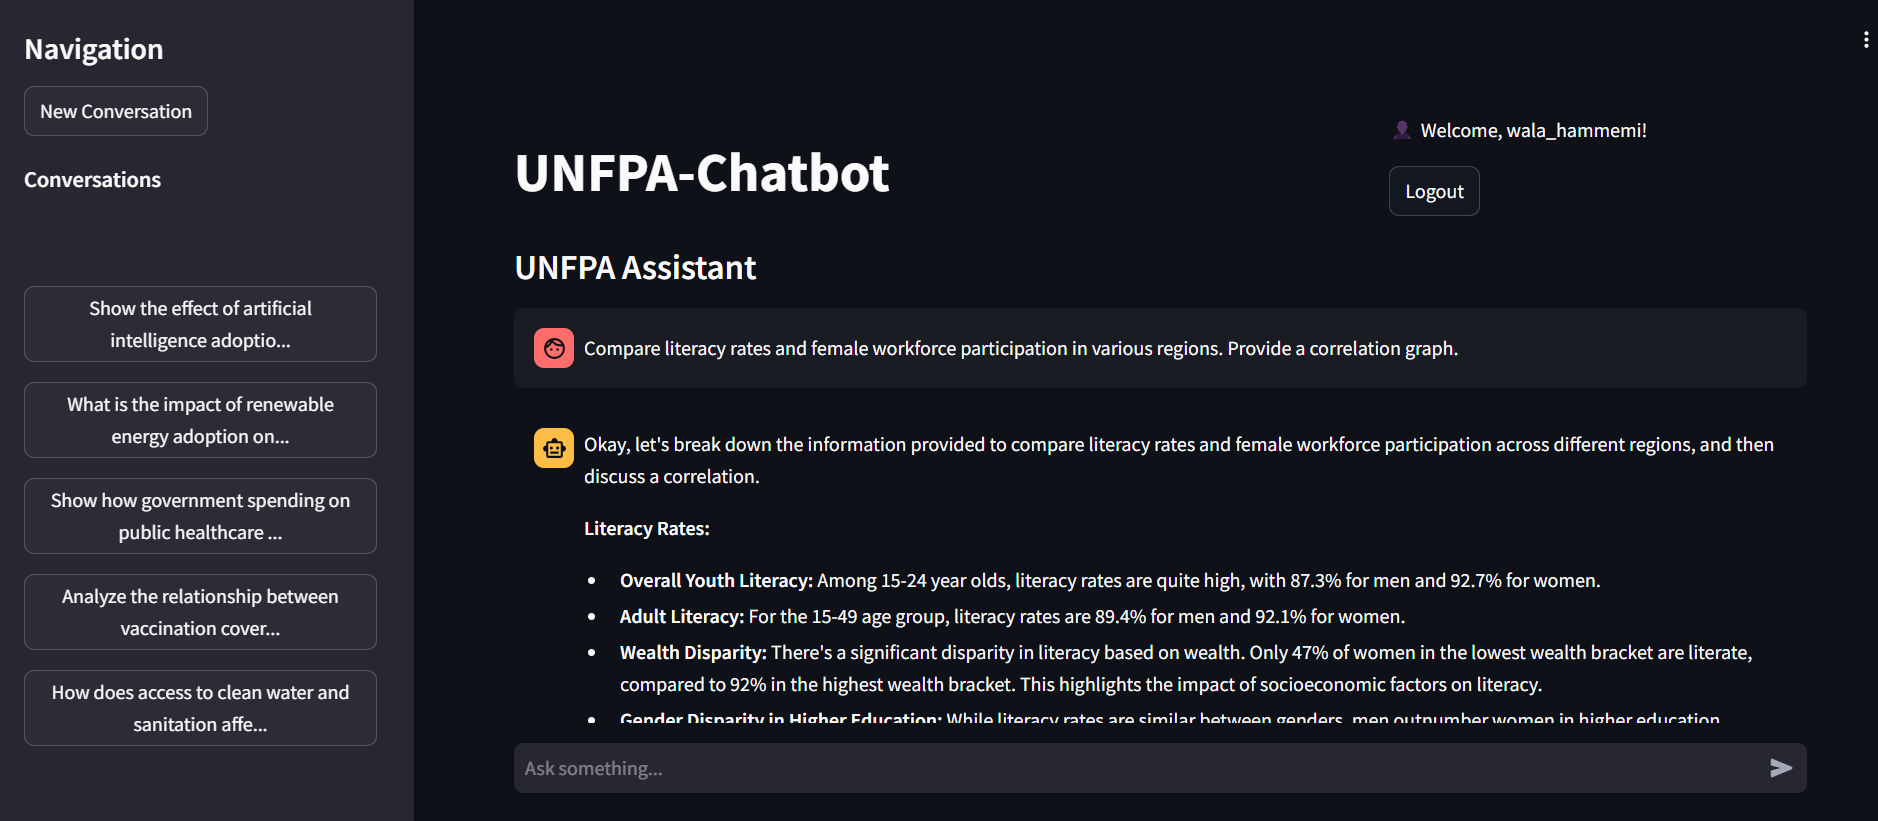 Navigation
New Conversation
Conversations
Show the effect of artificial
intelligence adoptio...
What is the impact of renewable
energy adoption on...
Show how government spending on
public healthcare ...
Analyze the relationship between
vaccination cover...
How does access to clean water and
sanitation affe...
Welcome, wala_hammemi!
UNFPA-Chatbot
Logout
UNFPA Assistant
Compare literacy rates and female workforce participation in various regions. Provide a correlation graph.
Okay, let's break down the information provided to compare literacy rates and female workforce participation across different regions, and then
discuss a correlation.
Literacy Rates:
• Overall Youth Literacy: Among 15-24 year olds, literacy rates are quite high, with 87.3% for men and 92.7% for women.
• Adult Literacy: For the 15-49 age group, literacy rates are 89.4% for men and 92.1% for women.
• Wealth Disparity: There's a significant disparity in literacy based on wealth. Only 47% of women in the lowest wealth bracket are literate,
compared to 92% in the highest wealth bracket. This highlights the impact of socioeconomic factors on literacy.
• Gender Disparity in Higher Education: While literacy rates are similar between genders, men outnumber women in higher education
Ask something...